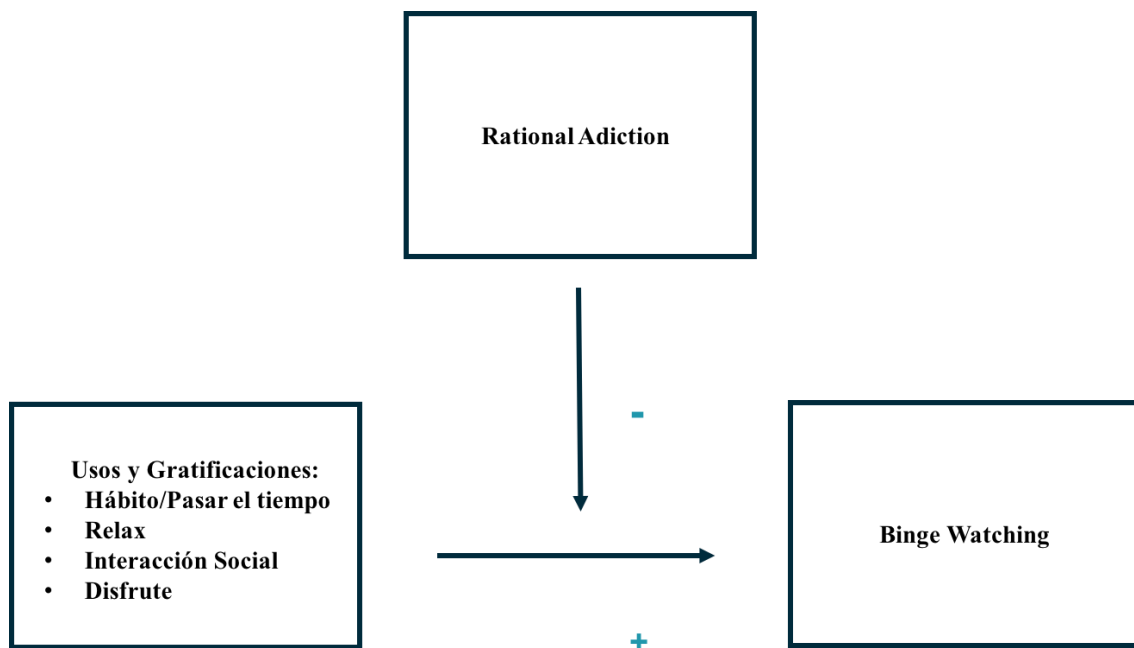 Rational Adiction
-
Usos y Gratificaciones:
• Hábito/Pasar el tiempo
• Relax
• Interacción Social
• Disfrute
Binge Watching
+